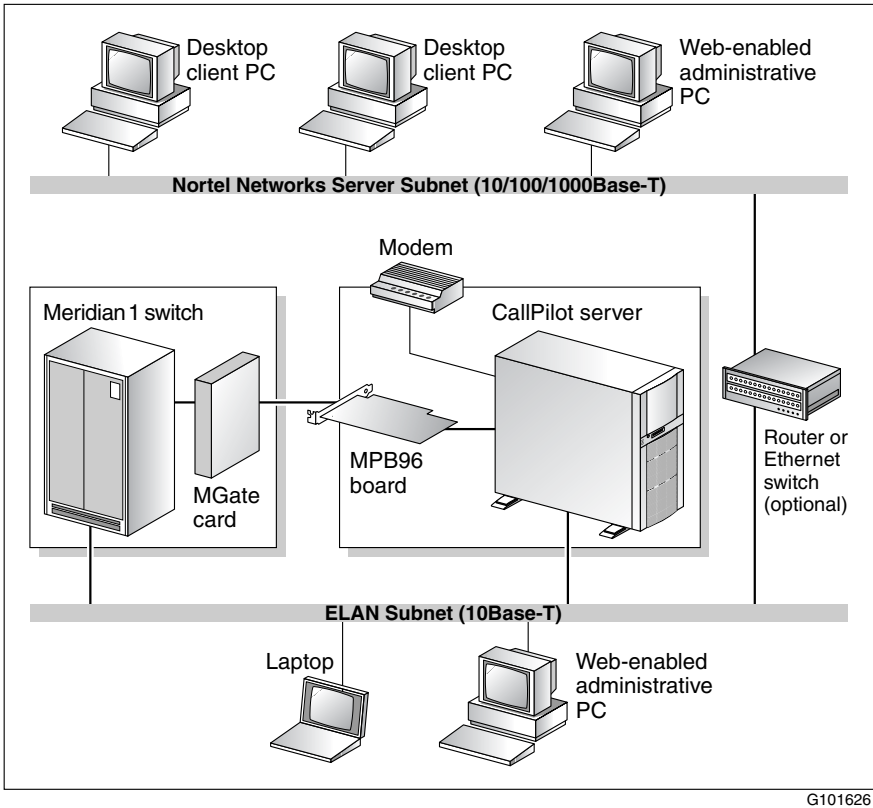 Desktop
client PC
Desktop
client PC
Web-enabled
administrative
PC
Nortel Networks Server Subnet (10/100/1000Base-T)
Modem
Meridian 1 switch
CallPilot server
MGate
card
MPB96
board
Router or
Ethernet
switch
(optional)
ELAN Subnet (10Base-T)
Laptop
Web-enabled
administrative
PC
G101626